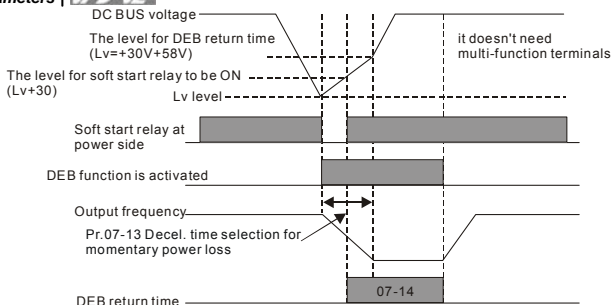 DC BUS voltage
The level for DEB return time
(Lv=+30V+58V)
it doesn't need
multi-function terminals
The level for soft start relay to be ON
(Lv+30)
Lv level
Soft start relay at
power side
DEB function is activated
Output frequency
Pr.07-13 Decel. time selection for
momentary power loss
07-14
DEB return time